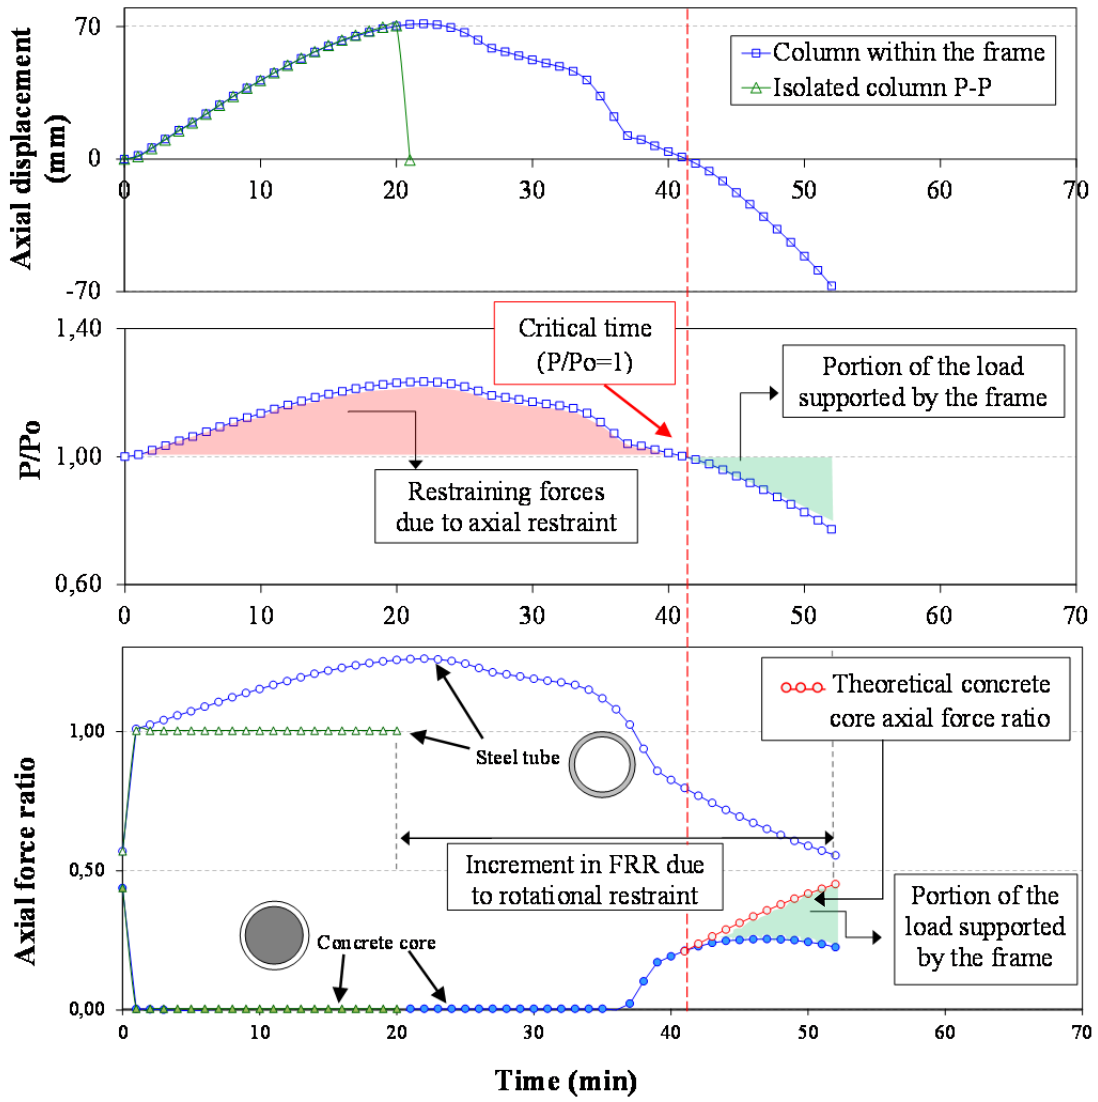 70
0
-70
Axial displacement
(mm)
Column within the frame
Isolated column P-P
0 10 20 30 40 50 60 70
1,40
1,00
0,60
P/Po
Critical time
(P/Po=1)
Portion of the load
supported by the frame
Restraining forces
due to axial restraint
0 10 20 30 40 50 60 70
1,00
0,50
0,00
Axial force ratio
Theoretical concrete
core axial force ratio
Steel tube
Increment in FRR due
to rotational restraint
Portion of the
load supported
by the frame
Concrete core
0 10 20 30 40 50 60 70
Time (min)